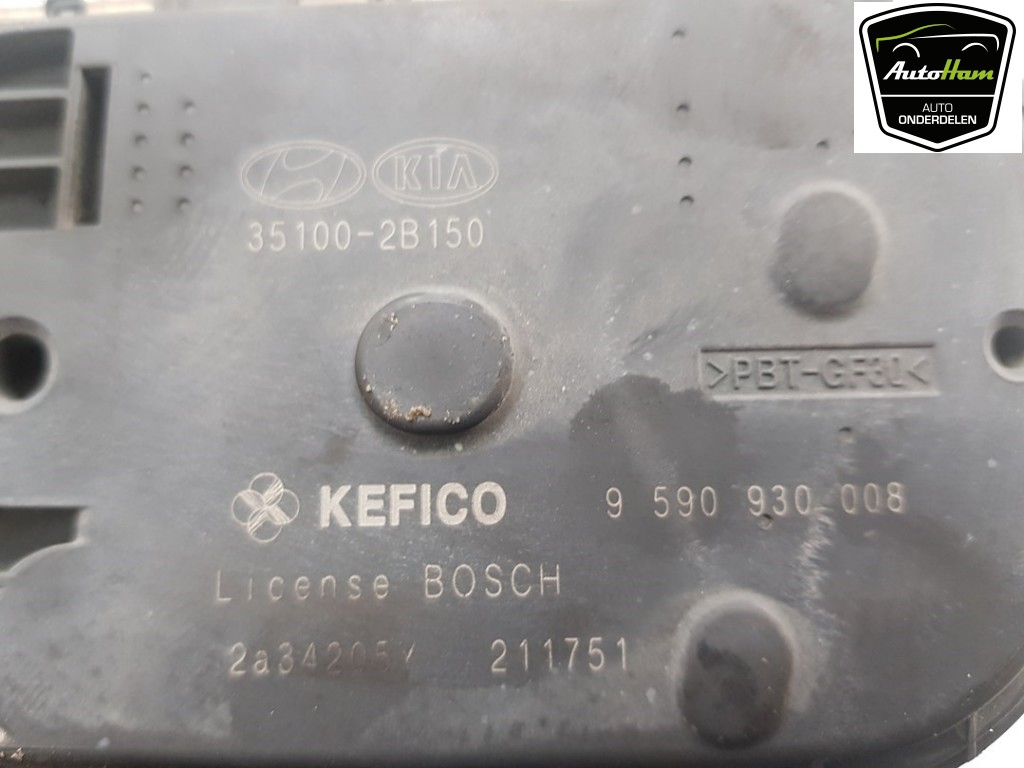 AutoHam
AUTO
ONDERDELEN
KIA
35100-2B150
>PBT-GF30<
KEFICO 9 590 930 008
License BOSCH
211751